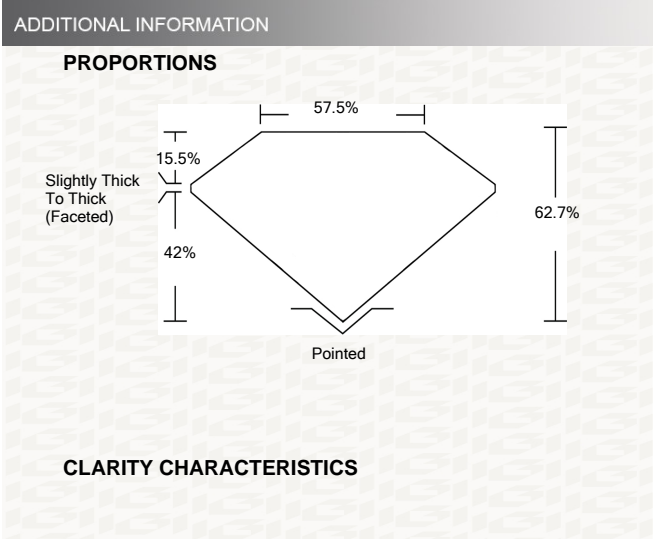 ADDITIONAL INFORMATION
PROPORTIONS
57.5%
15.5%
Slightly Thick
To Thick
(Faceted)
62.7%
42%
Pointed
CLARITY CHARACTERISTICS